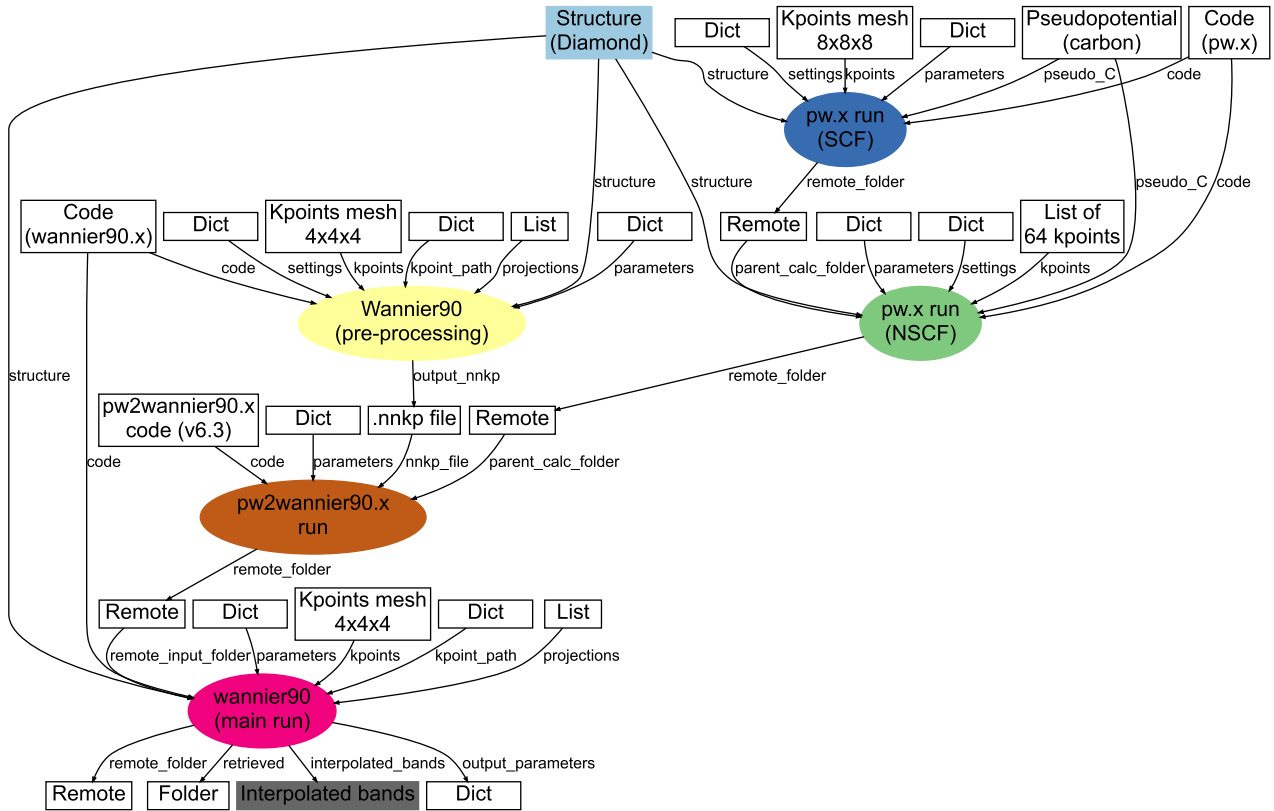 Structure
(Diamond)
Dict
Kpoints mesh
8x8x8
Dict
Pseudopotential
(carbon)
Code
(pw.x)
structure
settings
kpoints
parameters
pseudo_C
code
pw.x run
(SCF)
structure
structure
remote_folder
pseudo_C
code
Code
(wannier90.x)
Dict
Kpoints mesh
4x4x4
Dict
List
Dict
Remote
Dict
Dict
List of
64 kpoints
code
settings
kpoints
kpoint_path
projections
parameters
parent_calc_folder
parameters
settings
kpoints
Wannier90
(pre-processing)
pw.x run
(NSCF)
structure
output_nnkp
remote_folder
pw2wannier90.x
code (v6.3)
Dict
.nnkp file
Remote
code
code
parameters
nnkp_file
parent_calc_folder
pw2wannier90.x
run
remote_folder
Remote
Dict
Kpoints mesh
4x4x4
Dict
List
remote_input_folder
parameters
kpoints
kpoint_path
projections
wannier90
(main run)
remote_folder
retrieved
interpolated_bands
output_parameters
Remote
Folder
Interpolated bands
Dict